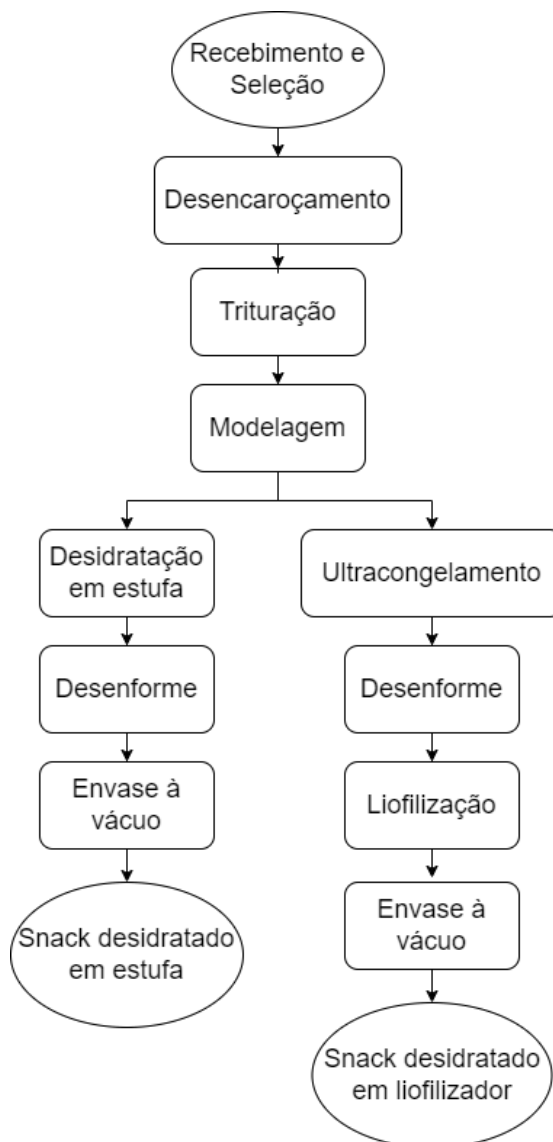 Recebimento e
Seleção
Desencaroçamento
Trituração
Modelagem
Desidratação
em estufa
Desenforme
Envase à
vácuo
Snack desidratado
em estufa
Ultracongelamento
Desenforme
Liofilização
Envase à
vácuo
Snack desidratado
em liofilizador